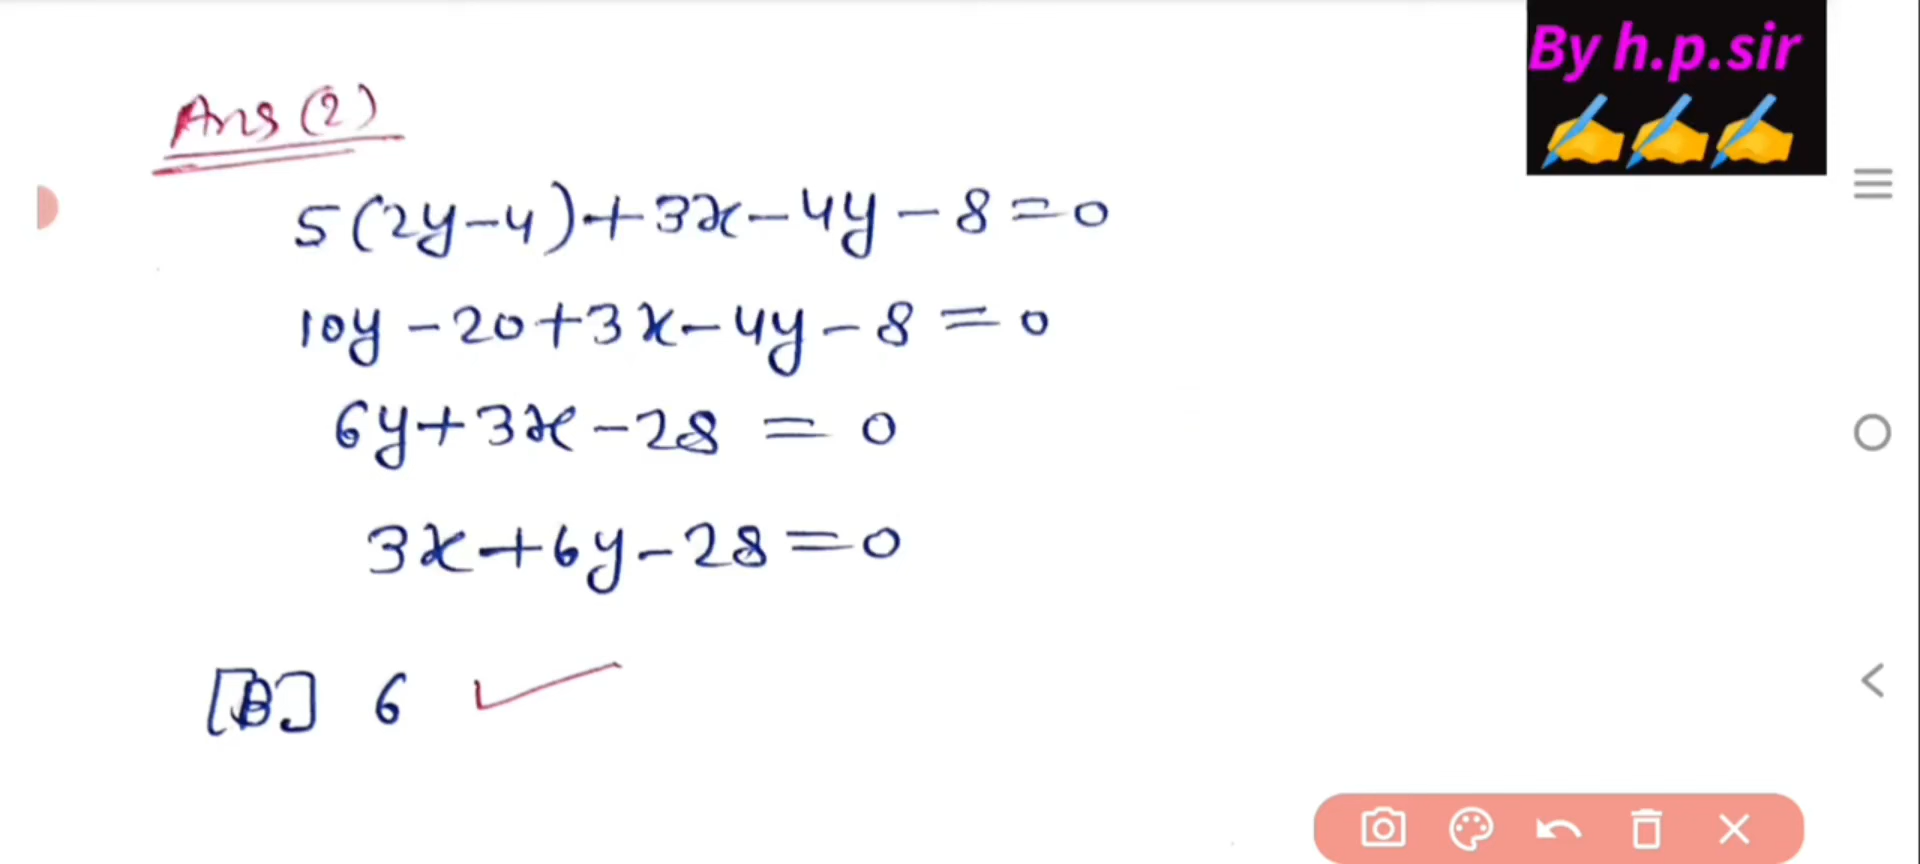 By h.p.sir
Ans (2)
5(2y-4)+3x-4y-8=0
10y-20+3x-4y-8=0
6y+3x-28=0
3x+6y-28=0
[B] 6